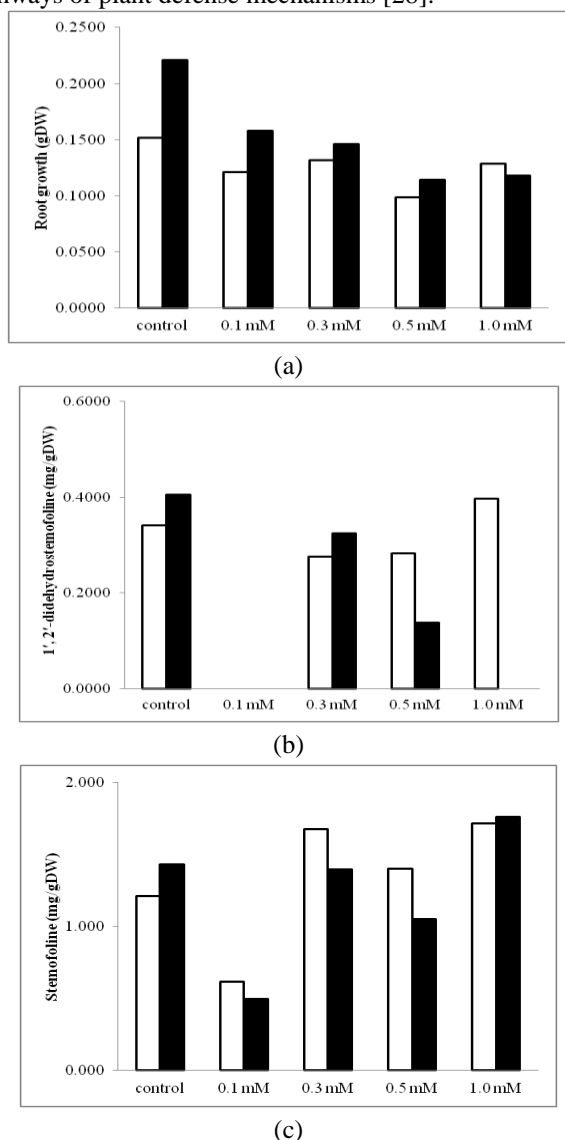 ways of plant defense mechanisms [28].
0.2500
0.2000
0.1500
0.1000
0.0500
0.0000
Root growth (gDW)
control 0.1 mM 0.3 mM 0.5 mM 1.0 mM
(a)
0.6000
0.4000
0.2000
0.0000
1′,2′-didehydrostemofoline (mg/gDW)
control 0.1 mM 0.3 mM 0.5 mM 1.0 mM
(b)
2.000
1.000
0.000
Stemofoline (mg/gDW)
control 0.1 mM 0.3 mM 0.5 mM 1.0 mM
(c)